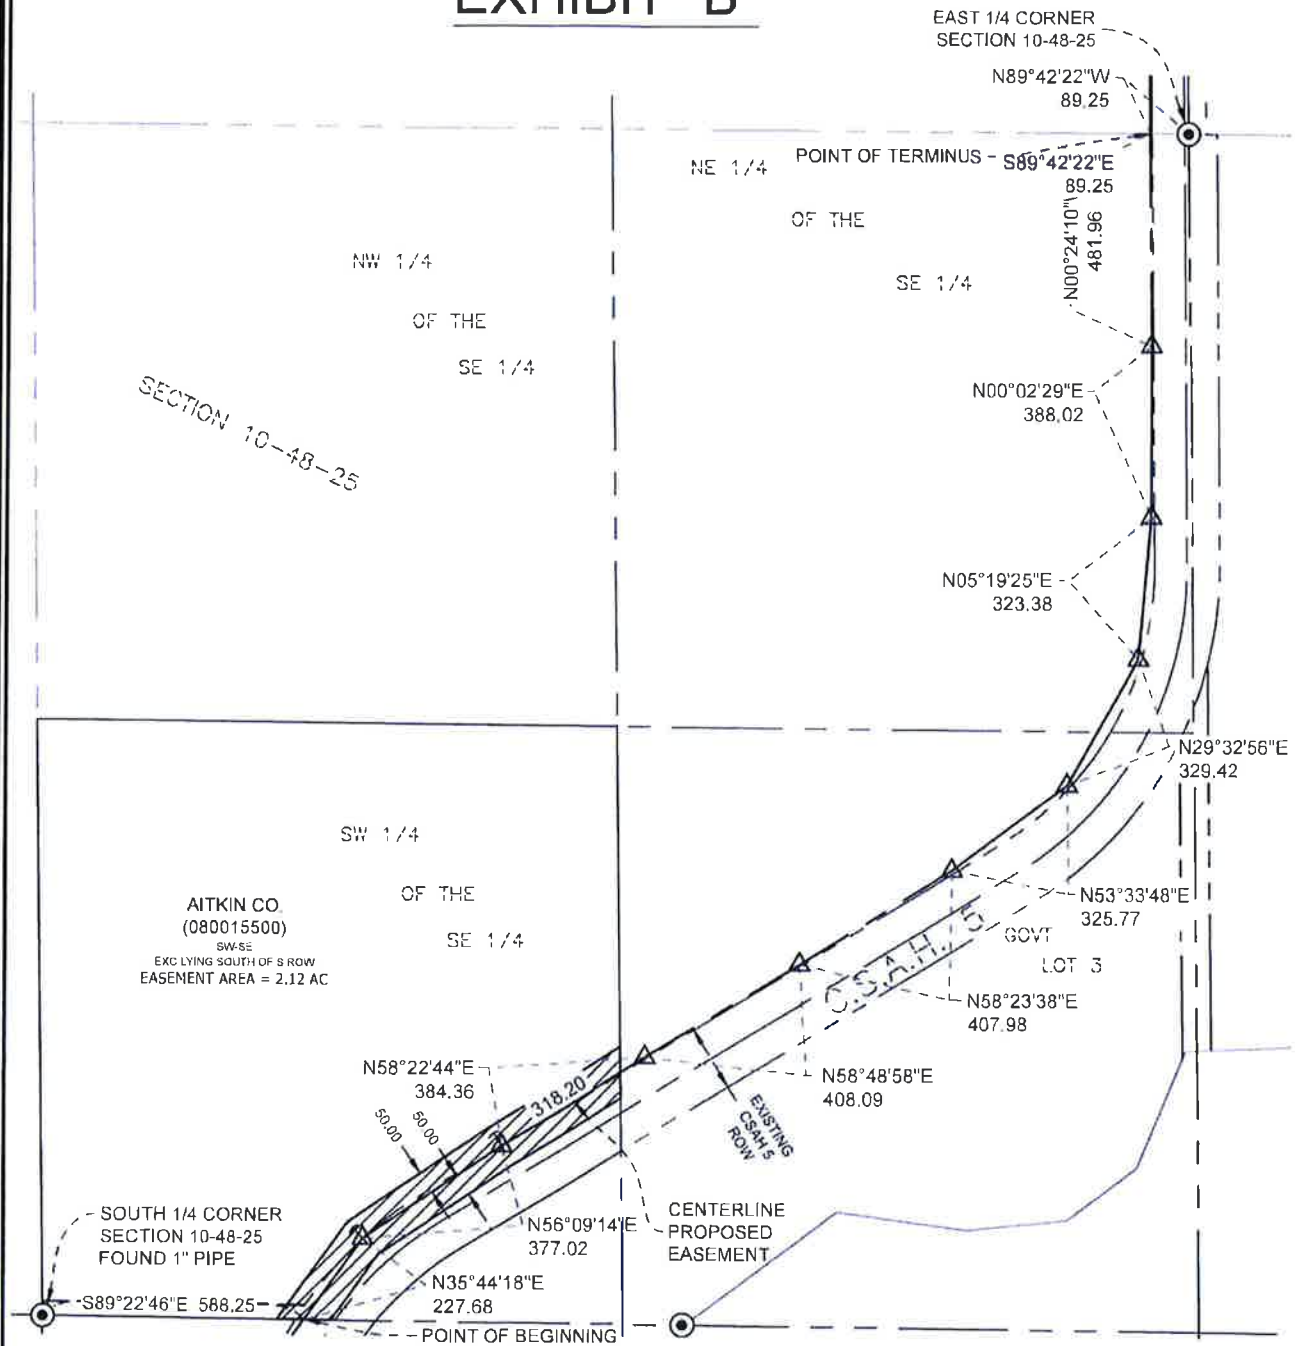 EXHIBIT "B"
EAST 1/4 CORNER
SECTION 10-48-25
N89°42'22"W
89.25
POINT OF TERMINUS
S89°42'22"E
89.25
NE 1/4
OF THE
SE 1/4
N00°24'10"
481.96
NW 1/4
OF THE
SE 1/4
SECTION 10-48-25
N00°02'29"E
388.02
N05°19'25"E
323.38
N29°32'56"E
329.42
SW 1/4
OF THE
SE 1/4
AITKIN CO.
(080015500)
SW-SE
EXC LYING SOUTH OF S ROW
EASEMENT AREA = 2.12 AC
N53°33'48"E
325.77
GOVT
LOT 3
C.S.A.H. 5
N58°23'38"E
407.98
N58°22'44"E
384.36
318.20
N58°48'58"E
408.09
50.00
50.00
EXISTING
CSAH 5
ROW
SOUTH 1/4 CORNER
SECTION 10-48-25
FOUND 1" PIPE
N56°09'14"E
377.02
CENTERLINE
PROPOSED
EASEMENT
N35°44'18"E
227.68
S89°22'46"E 588.25
POINT OF BEGINNING